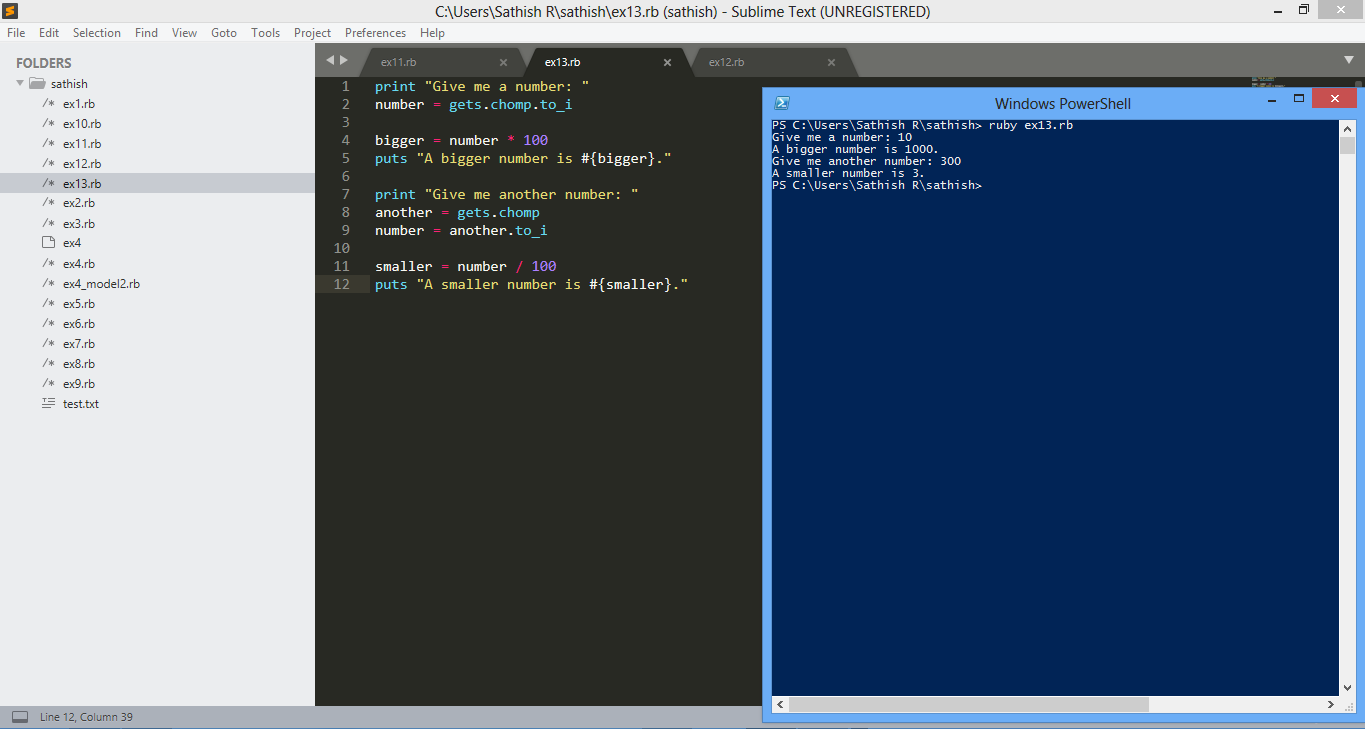 C:\Users\Sathish R\sathish\ex13.rb (sathish) - Sublime Text (UNREGISTERED)
File Edit Selection Find View Goto Tools Project Preferences Help
FOLDERS
sathish
/* ex1.rb
/* ex10.rb
/* ex11.rb
/* ex12.rb
/* ex13.rb
/* ex2.rb
/* ex3.rb
ex4
/* ex4.rb
/* ex4_model2.rb
/* ex5.rb
/* ex6.rb
/* ex7.rb
/* ex8.rb
/* ex9.rb
test.txt
ex11.rb ex13.rb ex12.rb
1 print "Give me a number: "
2 number = gets.chomp.to_i
3
4 bigger = number * 100
5 puts "A bigger number is #{bigger}."
6
7 print "Give me another number: "
8 another = gets.chomp
9 number = another.to_i
10
11 smaller = number / 100
12 puts "A smaller number is #{smaller}."
Windows PowerShell
PS C:\Users\Sathish R\sathish> ruby ex13.rb
Give me a number: 10
A bigger number is 1000.
Give me another number: 300
A smaller number is 3.
PS C:\Users\Sathish R\sathish>
Line 12, Column 39